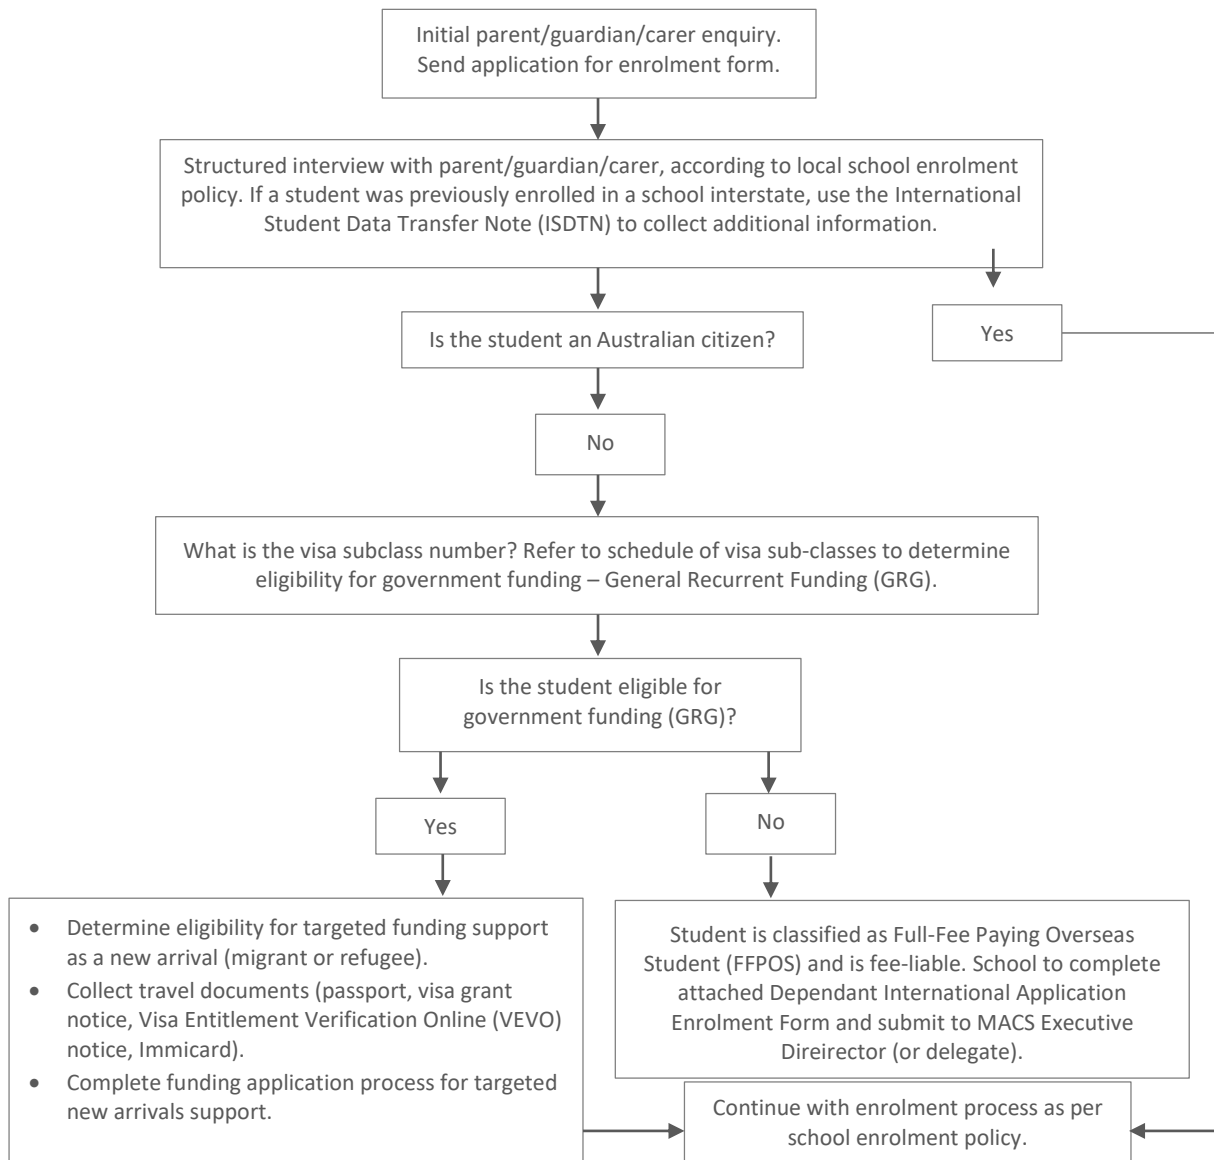 Initial parent/guardian/carer enquiry.
Send application for enrolment form.
Structured interview with parent/guardian/carer, according to local school enrolment
policy. If a student was previously enrolled in a school interstate, use the International
Student Data Transfer Note (ISDTN) to collect additional information.
Is the student an Australian citizen?
Yes
No
What is the visa subclass number? Refer to schedule of visa sub-classes to determine
eligibility for government funding – General Recurrent Funding (GRG).
Is the student eligible for
government funding (GRG)?
Yes
No
• Determine eligibility for targeted funding support
as a new arrival (migrant or refugee).
• Collect travel documents (passport, visa grant
notice, Visa Entitlement Verification Online (VEVO)
notice, Immicard).
• Complete funding application process for targeted
new arrivals support.
Student is classified as Full-Fee Paying Overseas
Student (FFPOS) and is fee-liable. School to complete
attached Dependant International Application
Enrolment Form and submit to MACS Executive
Direirector (or delegate).
Continue with enrolment process as per
school enrolment policy.